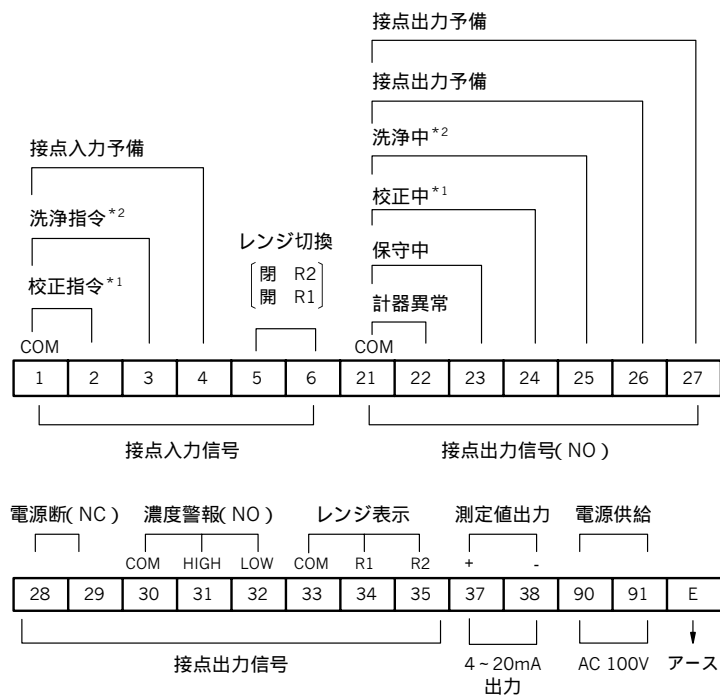 接点出力予備
接点出力予備
接点入力予備
洗浄中*2
洗浄指令*2
校正中*1
レンジ切換
閉 R2
開 R1
保守中
校正指令*1
計器異常
COM
COM
1 2 3 4 5 6 21 22 23 24 25 26 27
接点入力信号
接点出力信号(NO)
電源断(NC) 濃度警報(NO) レンジ表示 測定値出力 電源供給
COM HIGH LOW COM R1 R2 + -
28 29 30 31 32 33 34 35 37 38 90 91 E
接点出力信号
4~20mA
出力
AC 100V
アース